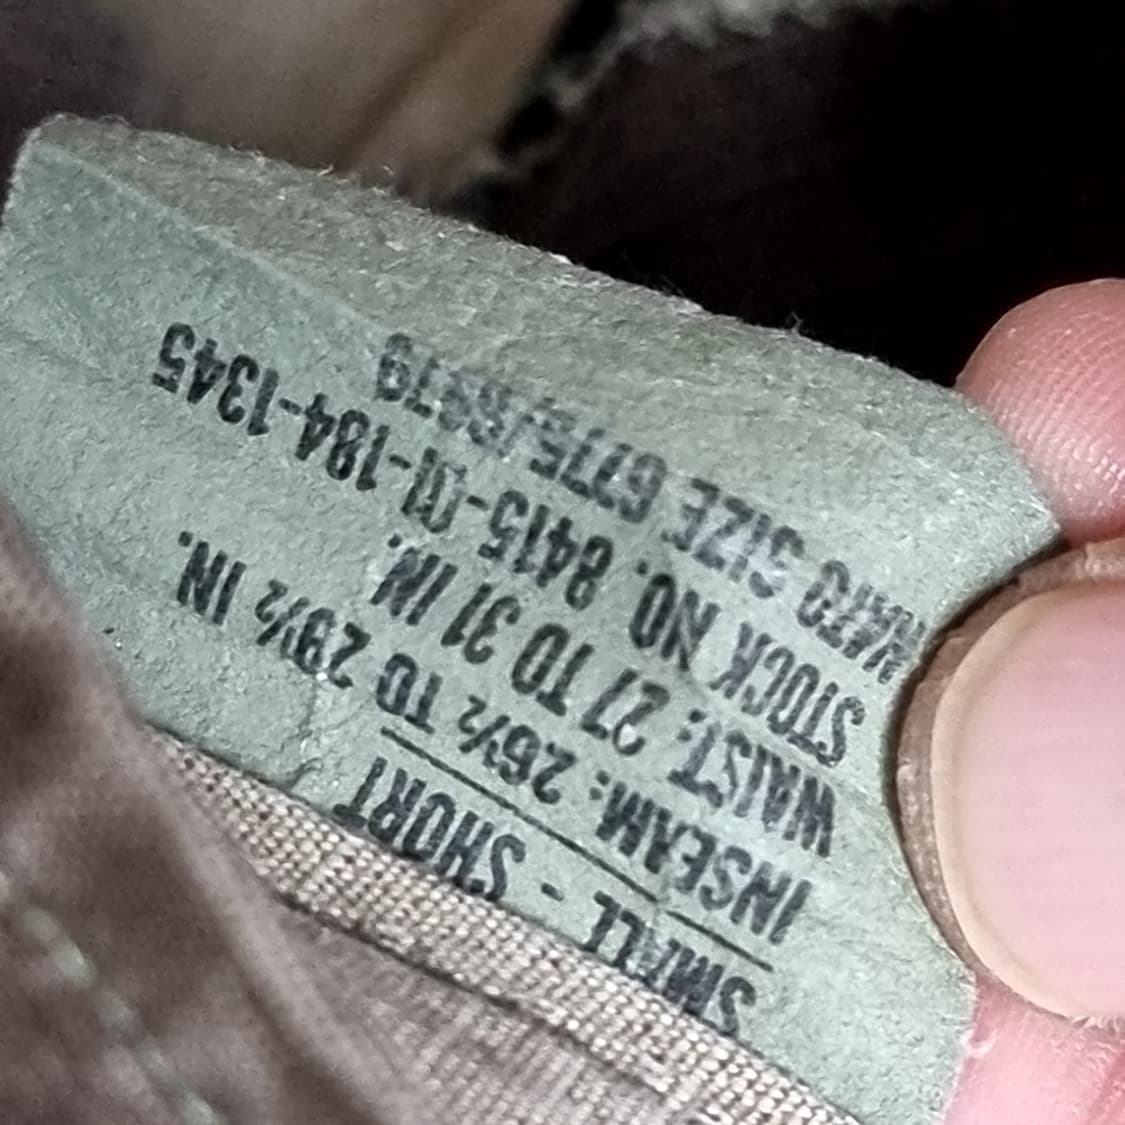 SMALL - SHORT
INSEAM: 26½ TO 29½ IN.
WAIST: 27 TO 31 IN.
STOCK NO. 8415-01-184-1345
NATO SIZE 6775/6979